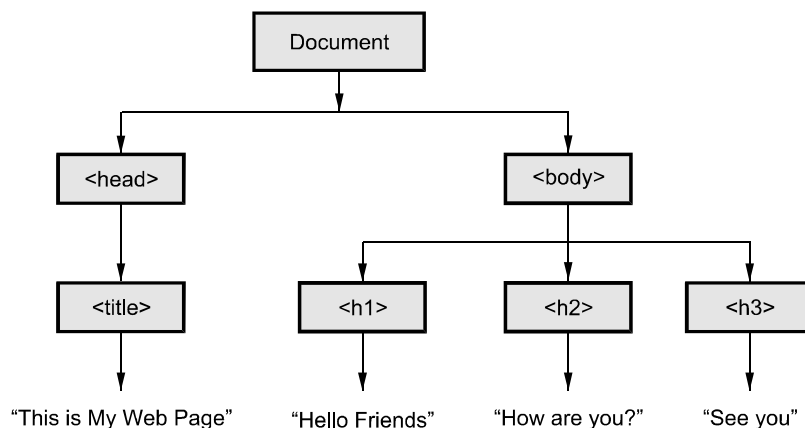 Document
<head>
<body>
<title>
<h1>
<h2>
<h3>
“This is My Web Page”
“Hello Friends”
“How are you?”
“See you”